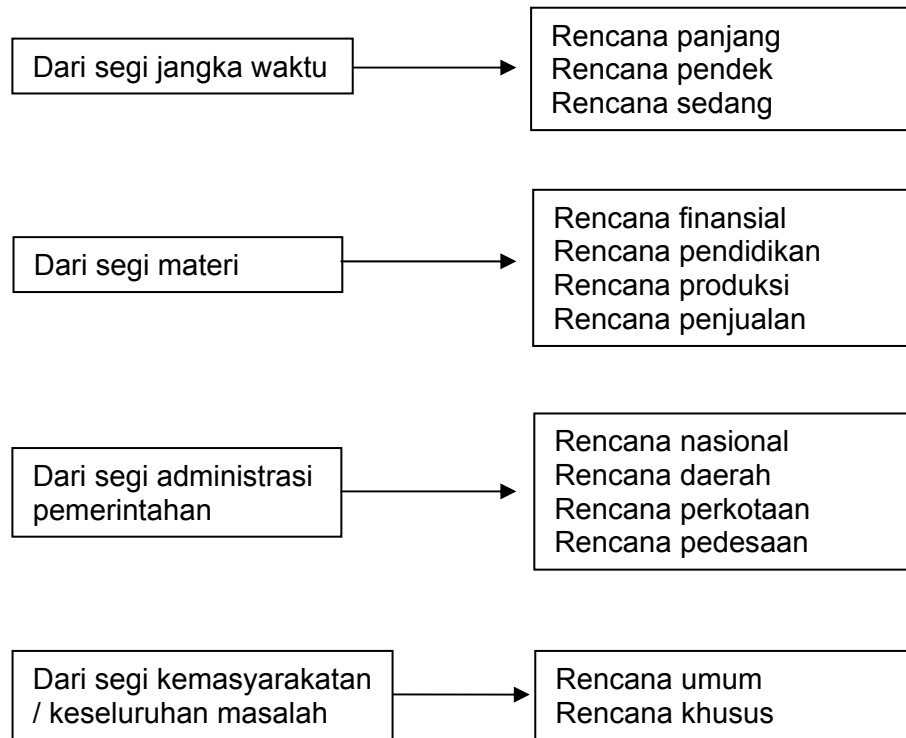 Dari segi jangka waktu
Rencana panjang
Rencana pendek
Rencana sedang
Dari segi materi
Rencana finansial
Rencana pendidikan
Rencana produksi
Rencana penjualan
Dari segi administrasi
pemerintahan
Rencana nasional
Rencana daerah
Rencana perkotaan
Rencana pedesaan
Dari segi kemasyarakatan
/ keseluruhan masalah
Rencana umum
Rencana khusus